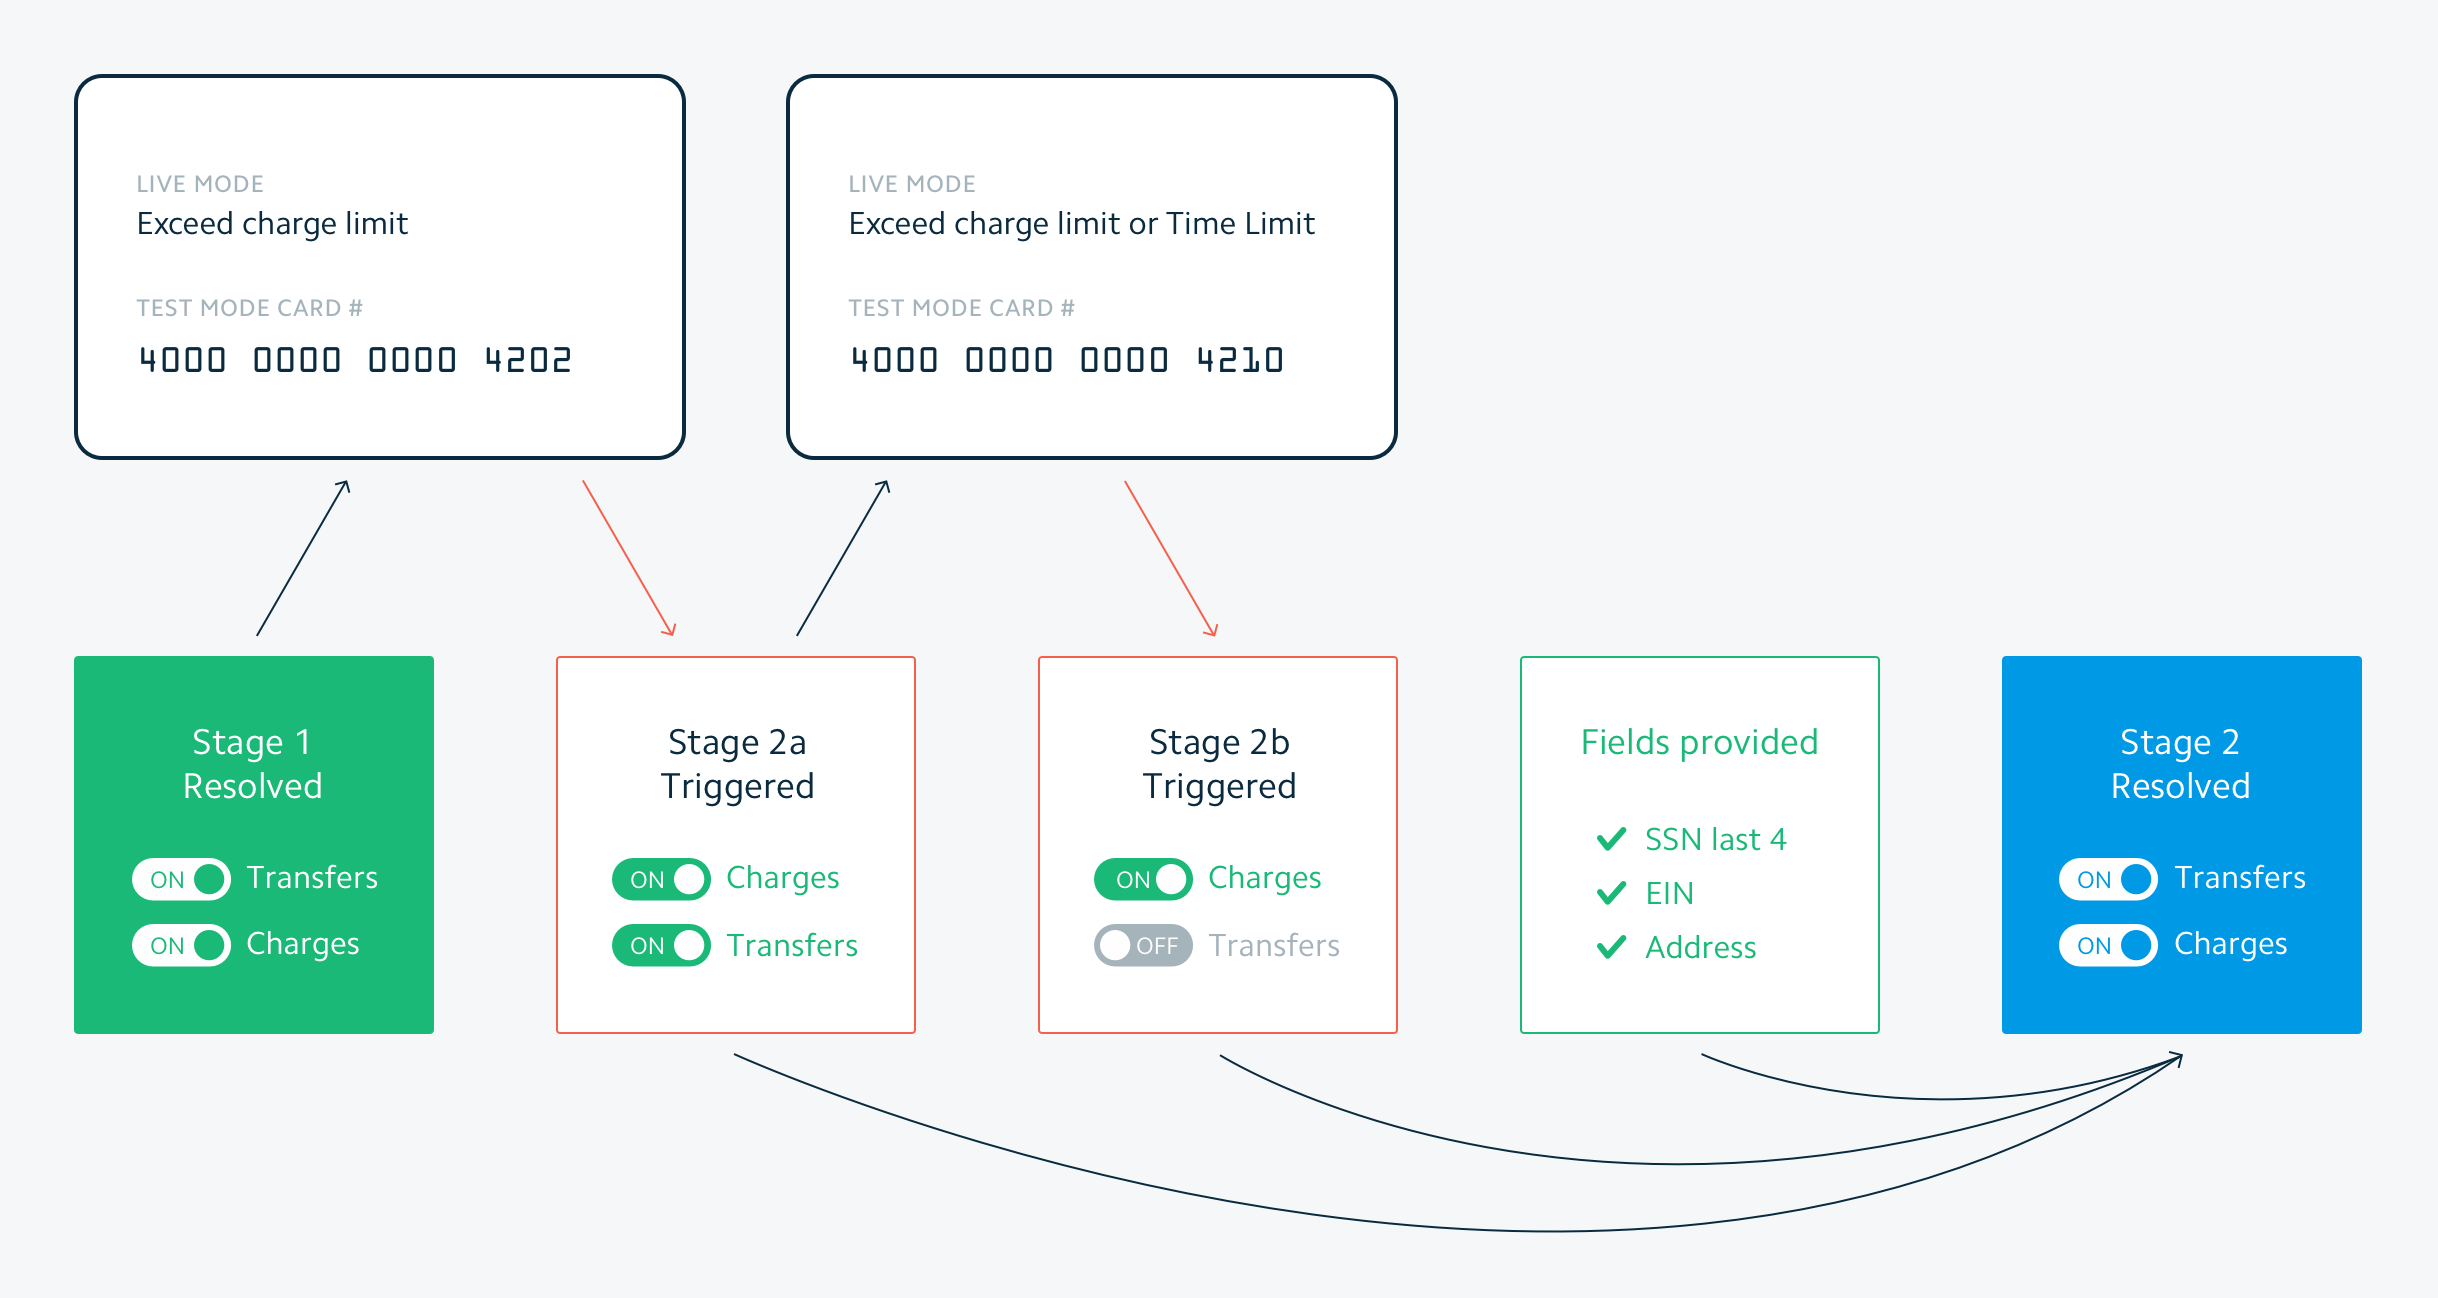 LIVE MODE
Exceed charge limit
TEST MODE CARD #
4000 0000 0000 4202
LIVE MODE
Exceed charge limit or Time Limit
TEST MODE CARD #
4000 0000 0000 4210
Stage 1
Resolved
ON Transfers
ON Charges
Stage 2a
Triggered
ON Charges
ON Transfers
Stage 2b
Triggered
ON Charges
OFF Transfers
Fields provided
SSN last 4
EIN
Address
Stage 2
Resolved
ON Transfers
ON Charges